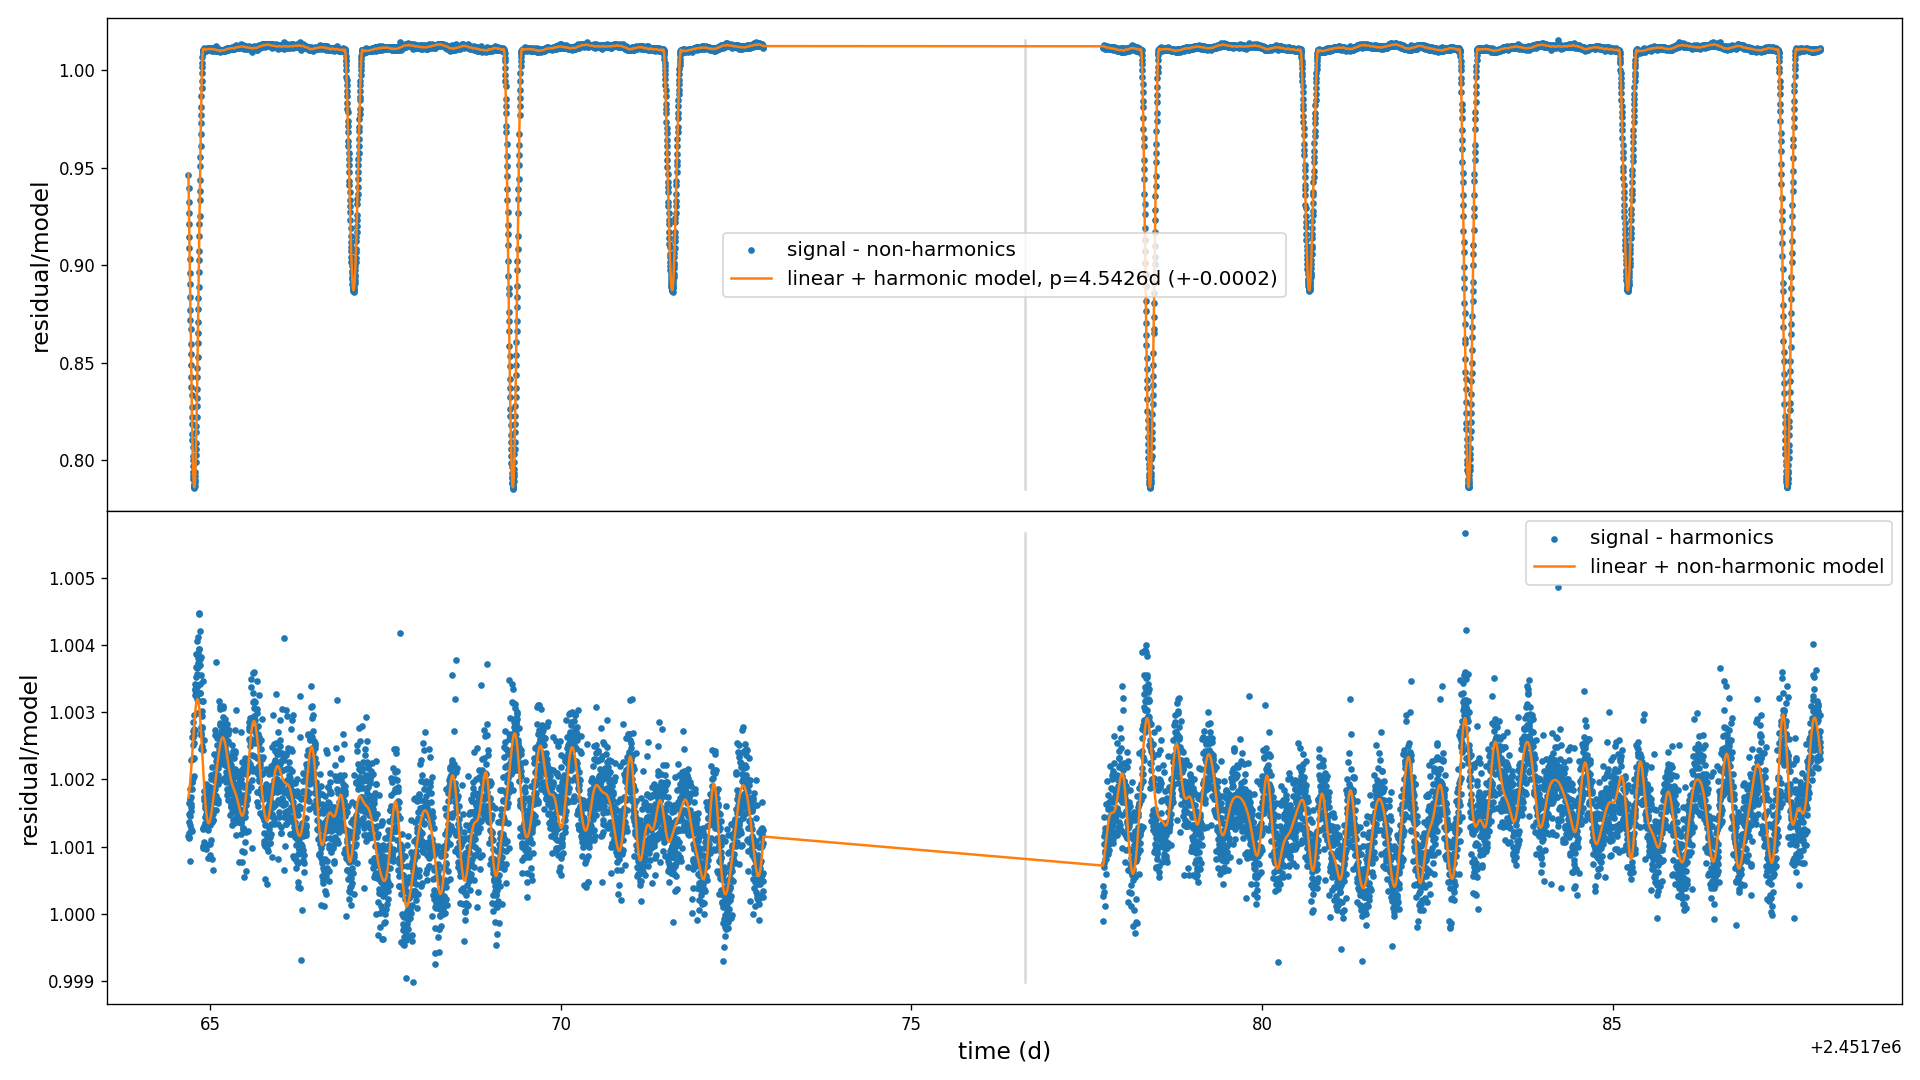 1.00
0.95
0.90
0.85
0.80
residual/model
signal - non-harmonics
linear + harmonic model, p=4.5426d (+-0.0002)
1.005
1.004
1.003
1.002
1.001
1.000
0.999
residual/model
signal - harmonics
linear + non-harmonic model
65 70 75 80 85
time (d)
+2.4517e6